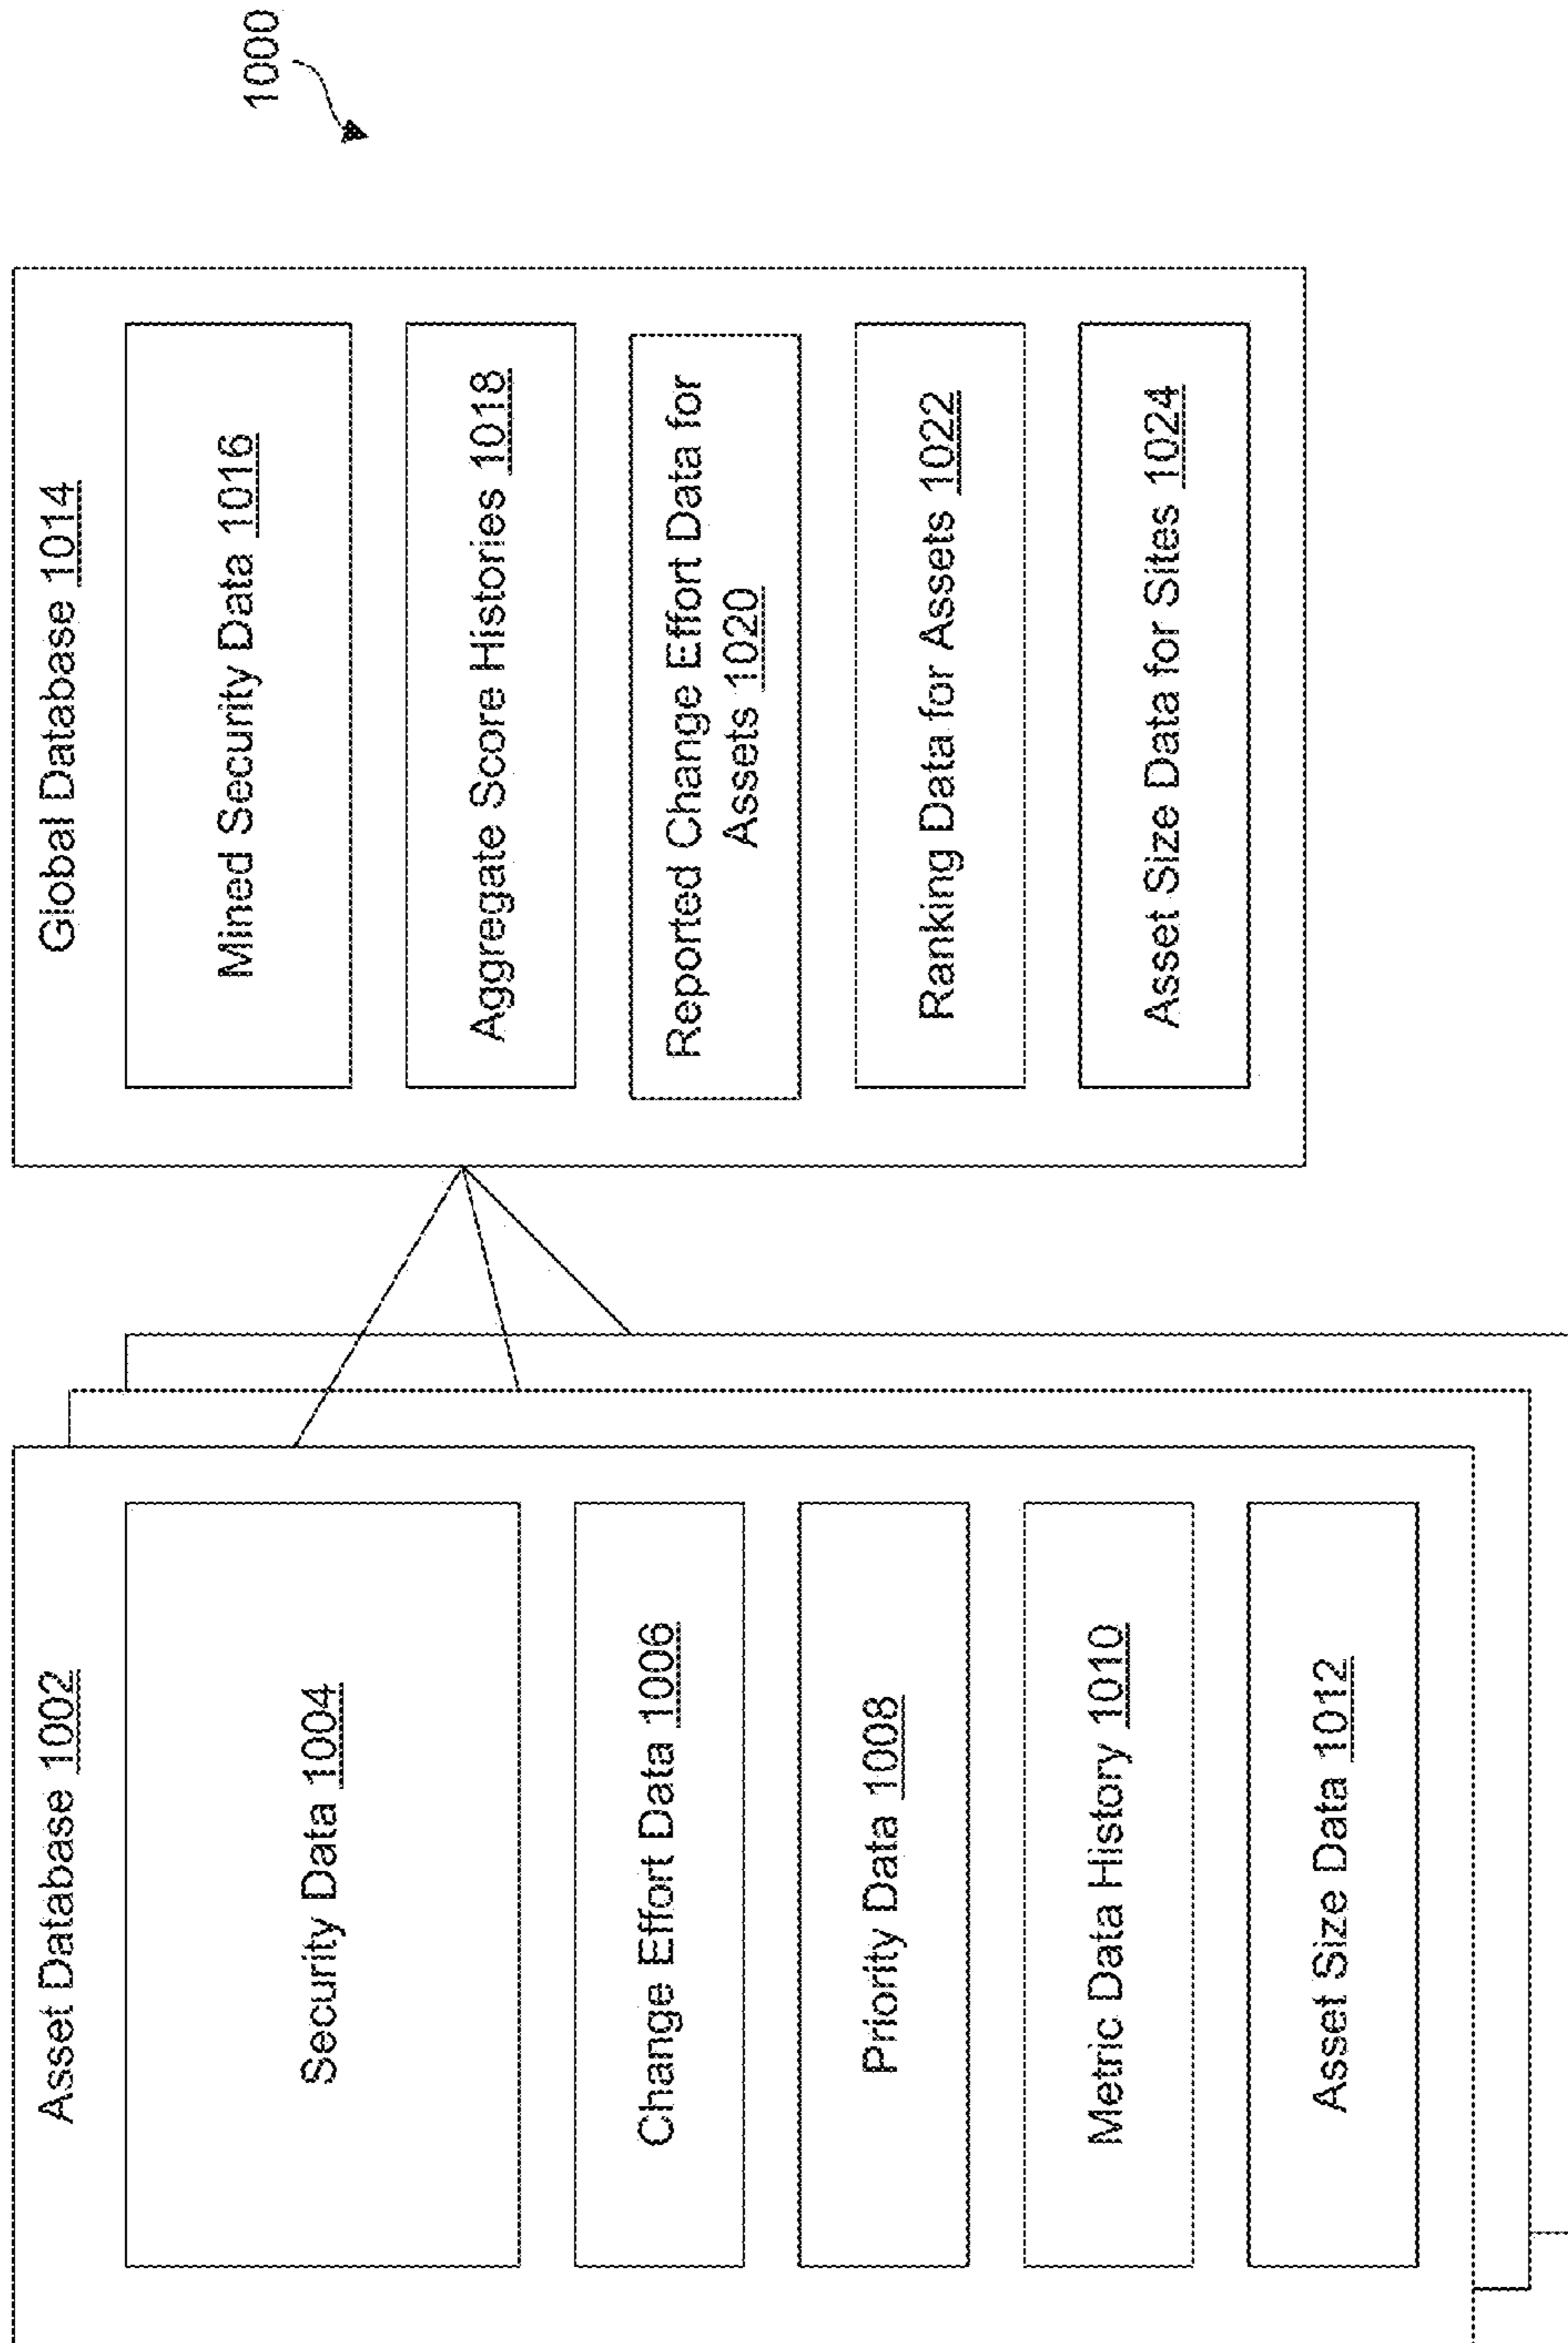 1000
Asset Database 1002
Security Data 1004
Change Effort Data 1006
Priority Data 1008
Metric Data History 1010
Asset Size Data 1012
Global Database 1014
Mined Security Data 1016
Aggregate Score Histories 1018
Reported Change Effort Data for
Assets 1020
Ranking Data for Assets 1022
Asset Size Data for Sites 1024